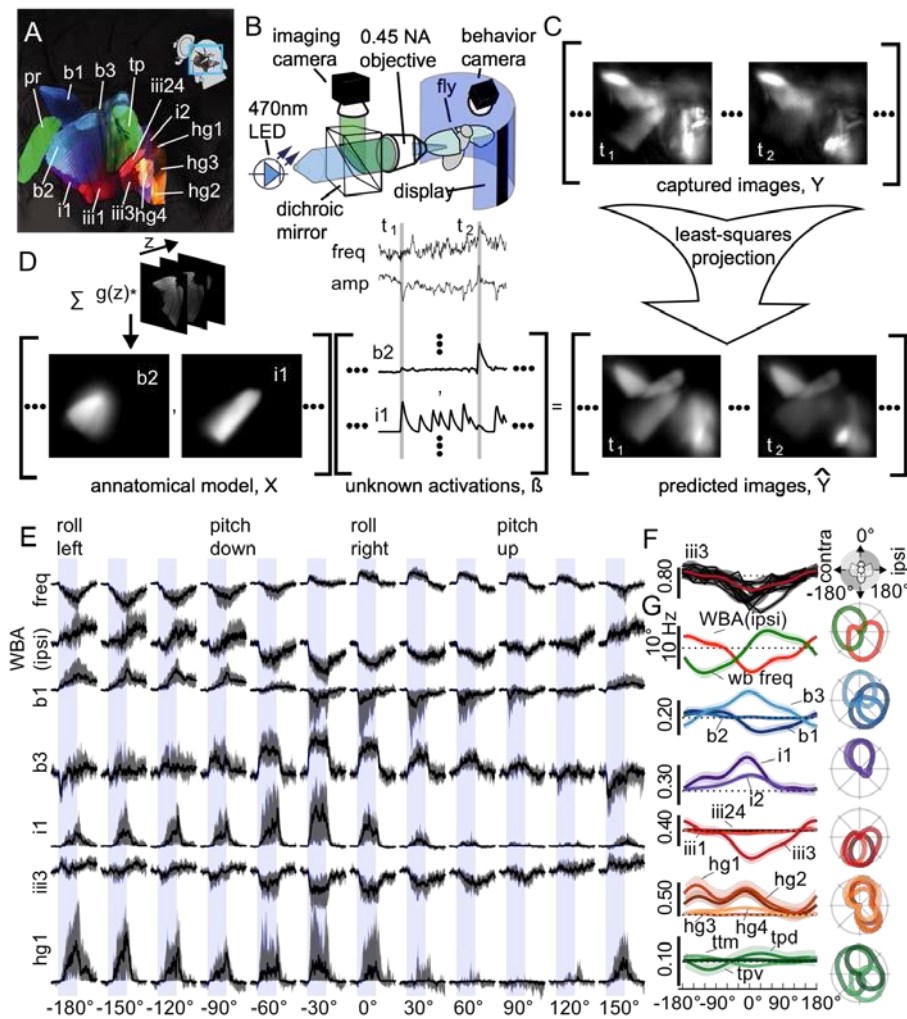 A
pr
b1
b3
tp
iii24
i2
hg1
hg3
hg2
b2
i1
iii1
iii3
hg4
B
imaging
camera
0.45 NA
objective
behavior
camera
fly
470nm
LED
dichroic
mirror
display
t1
t2
freq
amp
C
t1
t2
captured images, Y
least-squares
projection
D
z
Σ g(z)*
b2
,
i1
annatomical model, X
b2
,
i1
unknown activations, ß
=
t1
t2
predicted images, Ŷ
E
roll
left
pitch
down
roll
right
pitch
up
freq
WBA
(ipsi)
b1
b3
i1
iii3
hg1
-180° -150° -120° -90° -60° -30° 0° 30° 60° 90° 120° 150°
F
iii3
0.80
0°
contra
ipsi
-180° 180°
G
10°
10 Hz
WBA(ipsi)
wb freq
0.20
b3
b2
b1
0.30
i1
i2
0.40
iii24
iii1
iii3
0.50
hg1
hg2
hg3
hg4
0.10
ttm
tpd
tpv
-180° -90° 0° 90° 180°